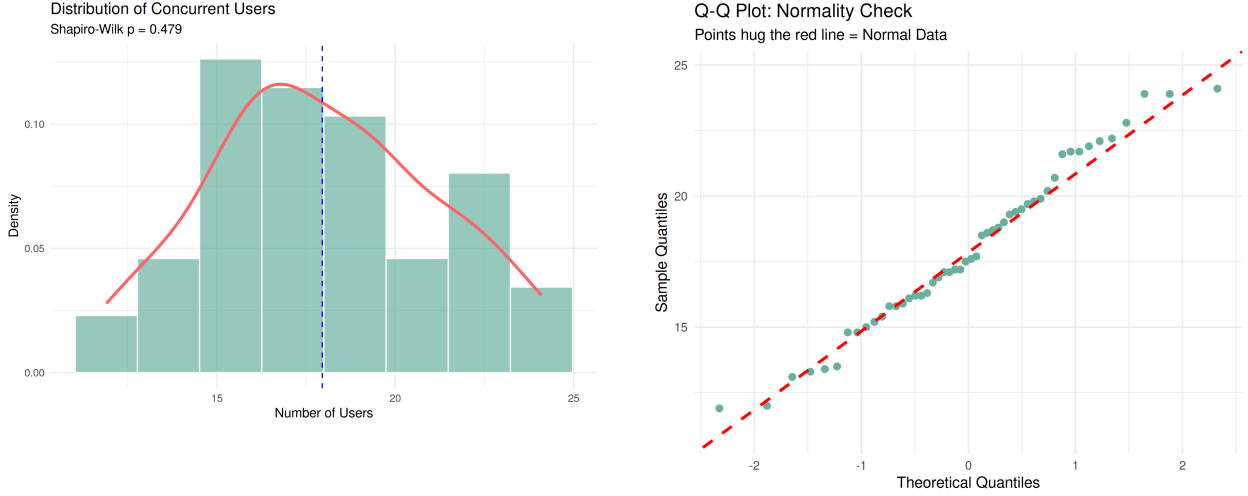 Distribution of Concurrent Users
Shapiro-Wilk p = 0.479
Density
0.10
0.05
0.00
15
20
25
Number of Users
Q-Q Plot: Normality Check
Points hug the red line = Normal Data
Sample Quantiles
25
20
15
-2
-1
0
1
2
Theoretical Quantiles